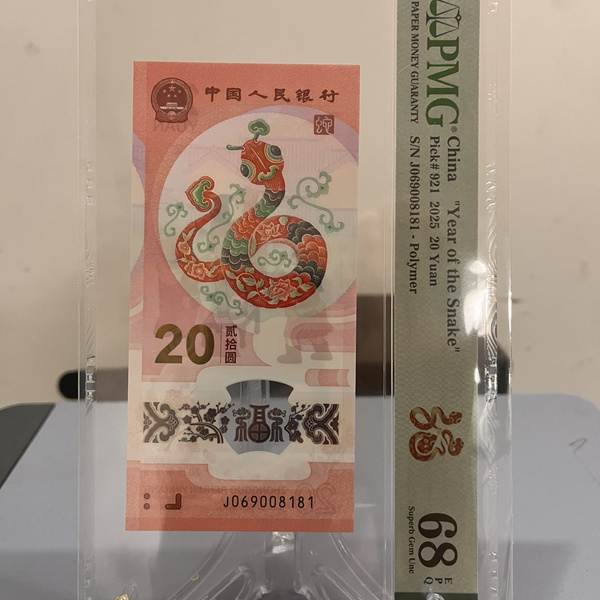 中国人民银行
20
贰拾圆
福
J069008181
PMG
PAPER MONEY GUARANTY
China "Year of the Snake"
Pick# 921 2025 20 Yuan
S/N J069008181 - Polymer
68 EPQ
Superb Gem Unc